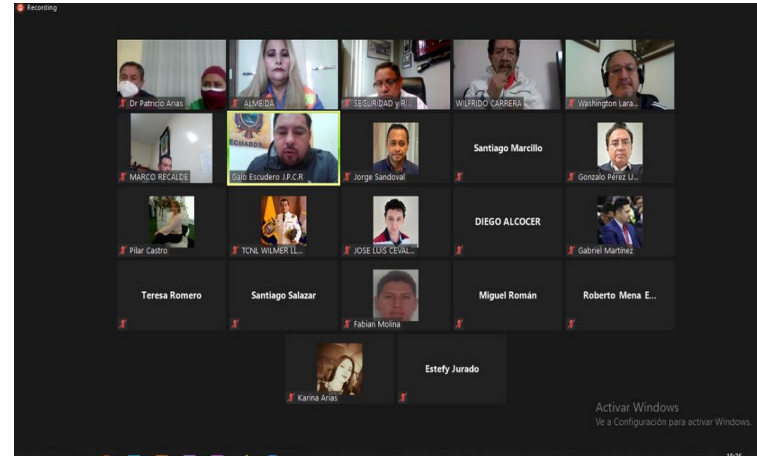 Recording
Dr Patricio Arias
ALMEIDA
SEGURIDAD y RI...
WILFRIDO CARRERA
Washington Lara...
MARCO RECALDE
ECUADOR
Galo Escudero J.P.C.R
Jorge Sandoval
Santiago Marcillo
Gonzalo Pérez U...
Pilar Castro
TCNL WILMER LL...
JOSE LUIS CEVAL...
DIEGO ALCOCER
Gabriel Martínez
Teresa Romero
Santiago Salazar
Fabian Molina
Miguel Román
Roberto Mena E...
Karina Arias
Estefy Jurado
Activar Windows
Ve a Configuración para activar Windows.